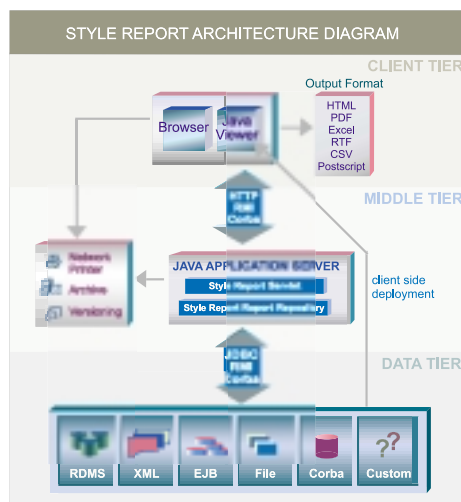 STYLE REPORT ARCHITECTURE DIAGRAM
CLIENT TIER
Output Format
Browser
Java
Viewer
HTML
PDF
Excel
RTF
CSV
Postscript
HTTP
RMI
Corba
MIDDLE TIER
Network
Printer
Archive
Versioning
JAVA APPLICATION SERVER
Style Report Servlet
Style Report Report Repository
client side
deployment
JDBC
RMI
Corba
DATA TIER
??
RDMS
XML
EJB
File
Corba
Custom